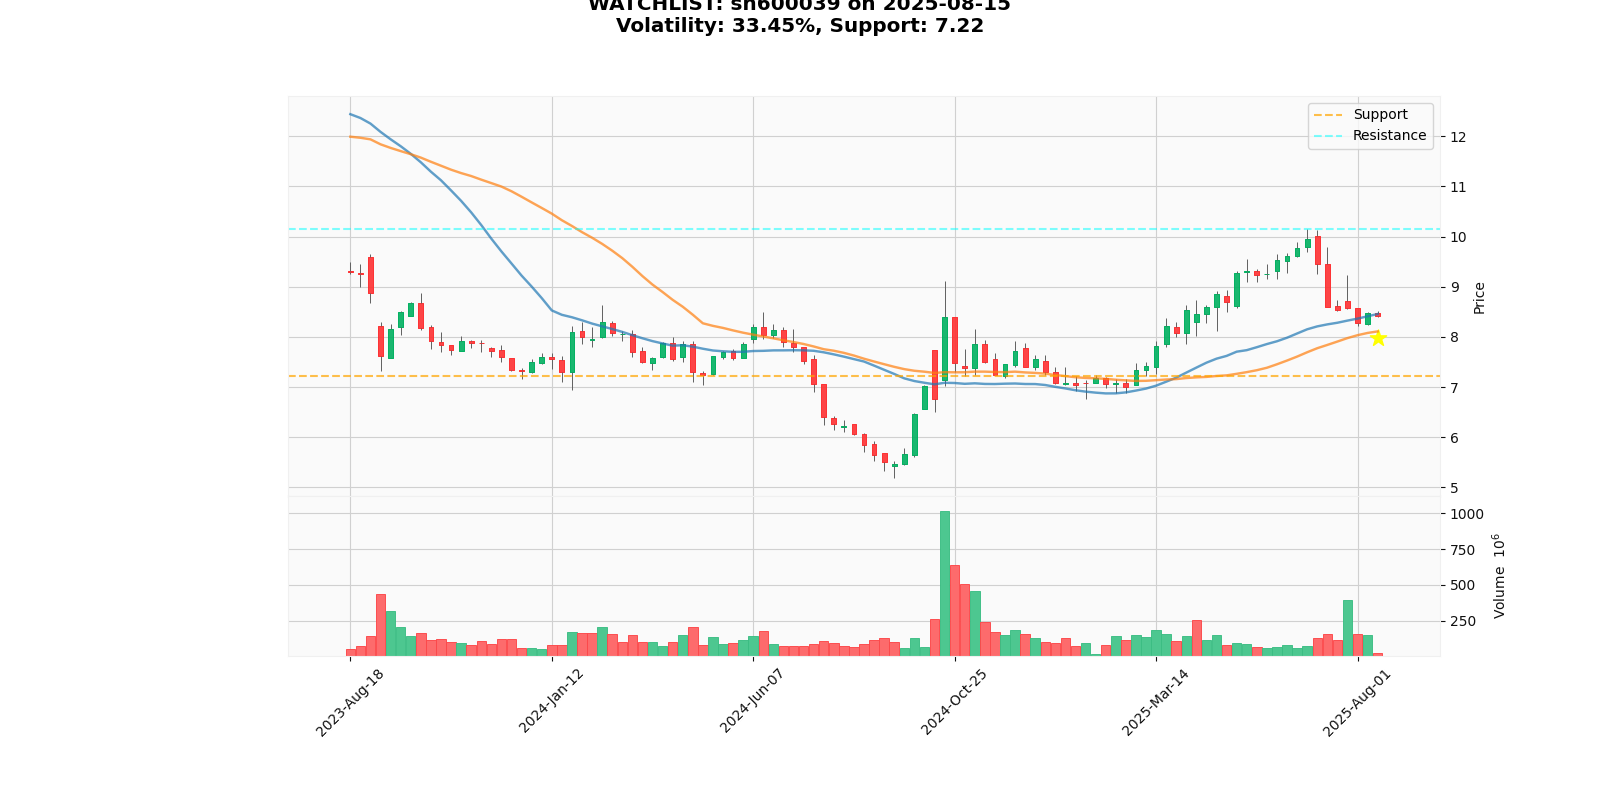 WATCHLIST: sh600039 on 2025-08-15
Volatility: 33.45%, Support: 7.22
Support
Resistance
12
11
10
9
8
7
6
5
Price
1000
750
500
250
Volume 10⁶
2023-Aug-18
2024-Jan-12
2024-Jun-07
2024-Oct-25
2025-Mar-14
2025-Aug-01